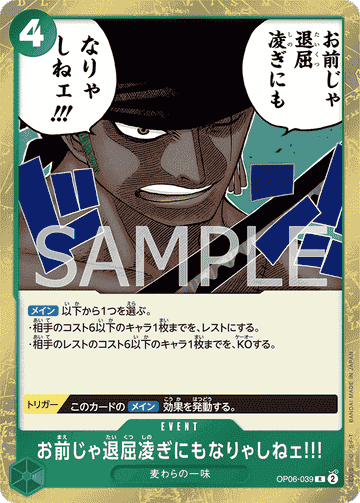 4
お前じゃ
退屈
凌ぎにも
なりゃ
しねェ!!!
SAMPLE
メイン 以下から1つを選ぶ。
・相手のコスト6以下のキャラ1枚までを、レストにする。
・相手のレストのコスト6以下のキャラ1枚までを、KOする。
トリガー このカードの メイン 効果を発動する。
EVENT
お前じゃ退屈凌ぎにもなりゃしねェ!!!
麦わらの一味
OP06-039 R 2
BANDAI MADE IN JAPAN